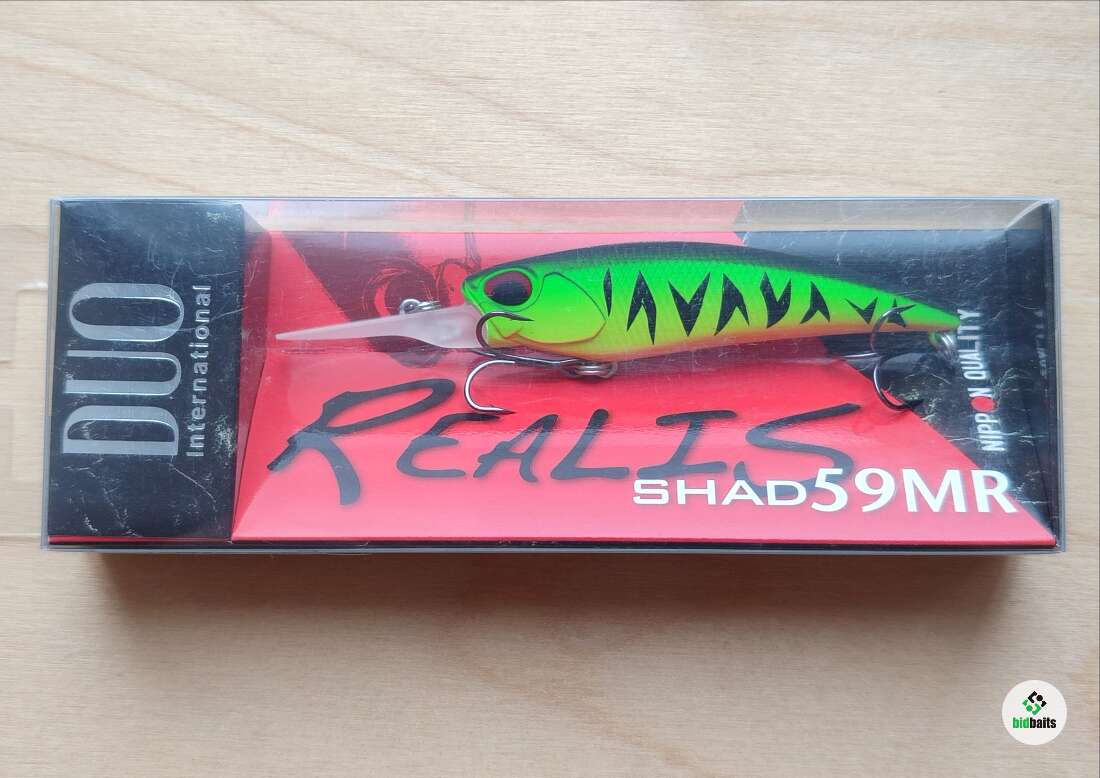 DUO
International
REALIS
SHAD59MR
NIPPON QUALITY
bidbaits